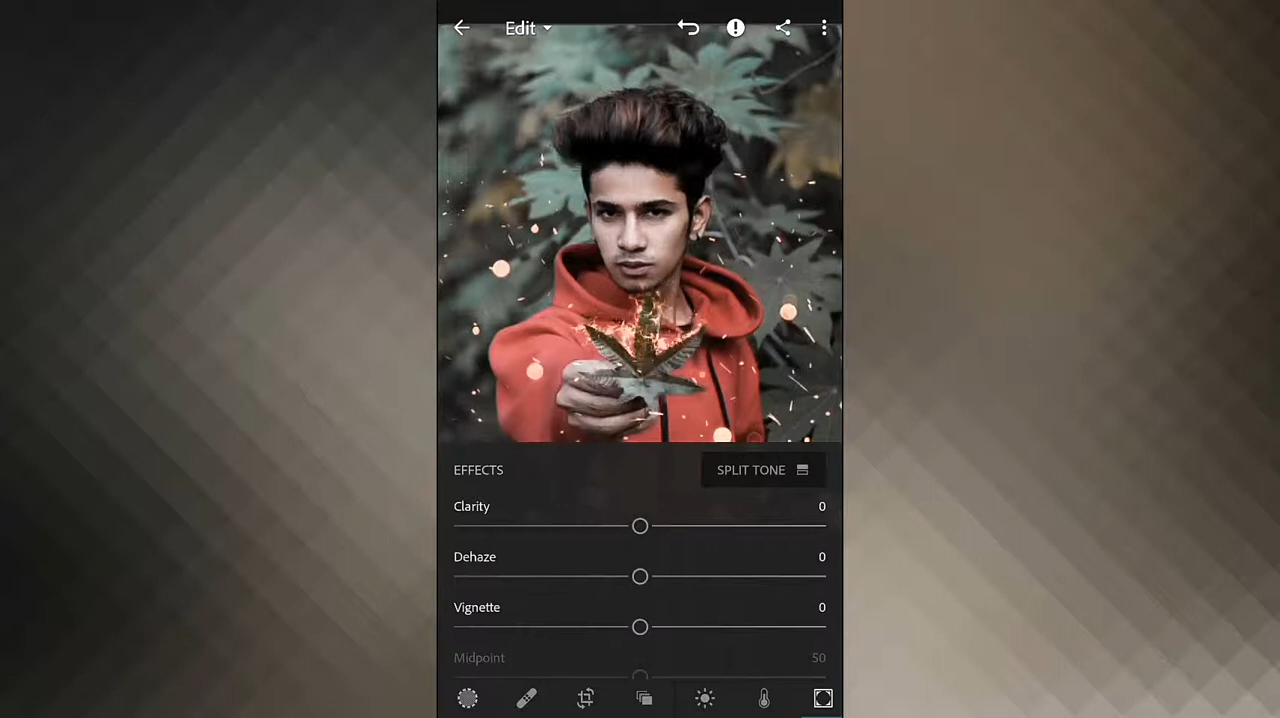 Edit
EFFECTS
SPLIT TONE
Clarity 0
Dehaze 0
Vignette 0
Midpoint 50